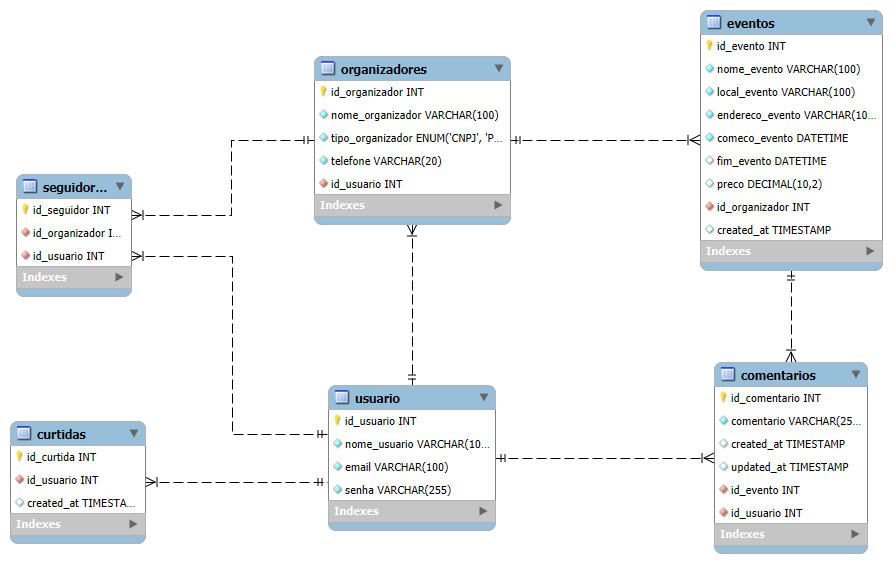 eventos
id_evento INT
nome_evento VARCHAR(100)
local_evento VARCHAR(100)
endereco_evento VARCHAR(10...
comeco_evento DATETIME
fim_evento DATETIME
preco DECIMAL(10,2)
id_organizador INT
created_at TIMESTAMP
Indexes
organizadores
id_organizador INT
nome_organizador VARCHAR(100)
tipo_organizador ENUM('CNPJ', 'P...
telefone VARCHAR(20)
id_usuario INT
Indexes
seguidor...
id_seguidor INT
id_organizador I...
id_usuario INT
Indexes
usuario
id_usuario INT
nome_usuario VARCHAR(10...
email VARCHAR(100)
senha VARCHAR(255)
Indexes
comentarios
id_comentario INT
comentario VARCHAR(25...
created_at TIMESTAMP
updated_at TIMESTAMP
id_evento INT
id_usuario INT
Indexes
curtidas
id_curtida INT
id_usuario INT
created_at TIMESTA...
Indexes